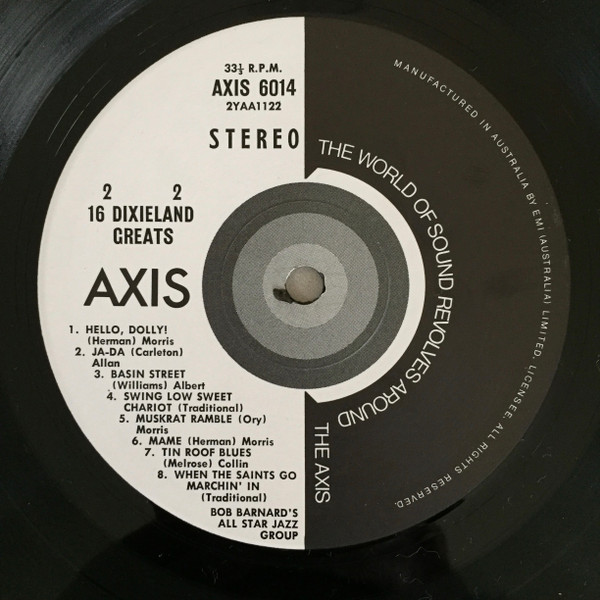 33⅓ R.P.M.
AXIS 6014
2YAA1122
STEREO
2 2
16 DIXIELAND
GREATS
AXIS
1. HELLO, DOLLY!
(Herman) Morris
2. JA-DA (Carleton)
Allan
3. BASIN STREET
(Williams) Albert
4. SWING LOW SWEET
CHARIOT (Traditional)
5. MUSKRAT RAMBLE (Ory)
Morris
6. MAME (Herman) Morris
7. TIN ROOF BLUES
(Melrose) Collin
8. WHEN THE SAINTS GO
MARCHIN' IN
(Traditional)
BOB BARNARD'S
ALL STAR JAZZ
GROUP
THE WORLD OF SOUND REVOLVES AROUND
THE AXIS
MANUFACTURED IN AUSTRALIA BY EMI (AUSTRALIA) LIMITED, LICENSEE. ALL RIGHTS RESERVED.